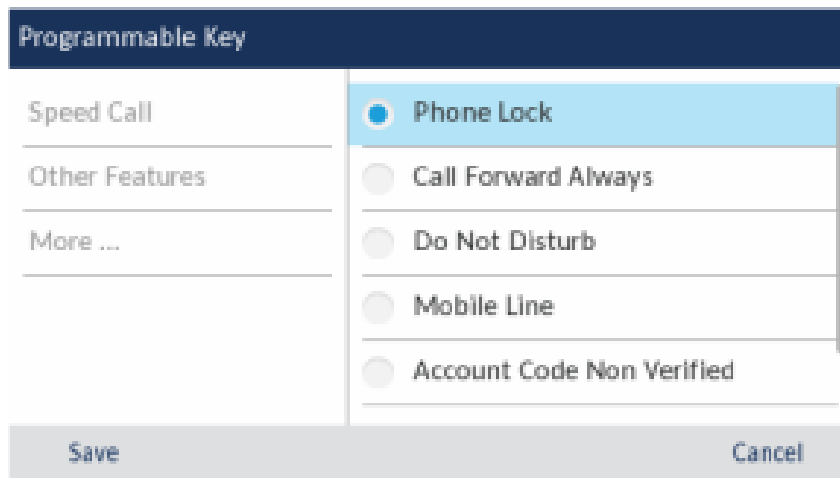 Programmable Key
Speed Call
Other Features
More ...
Phone Lock
Call Forward Always
Do Not Disturb
Mobile Line
Account Code Non Verified
Save
Cancel